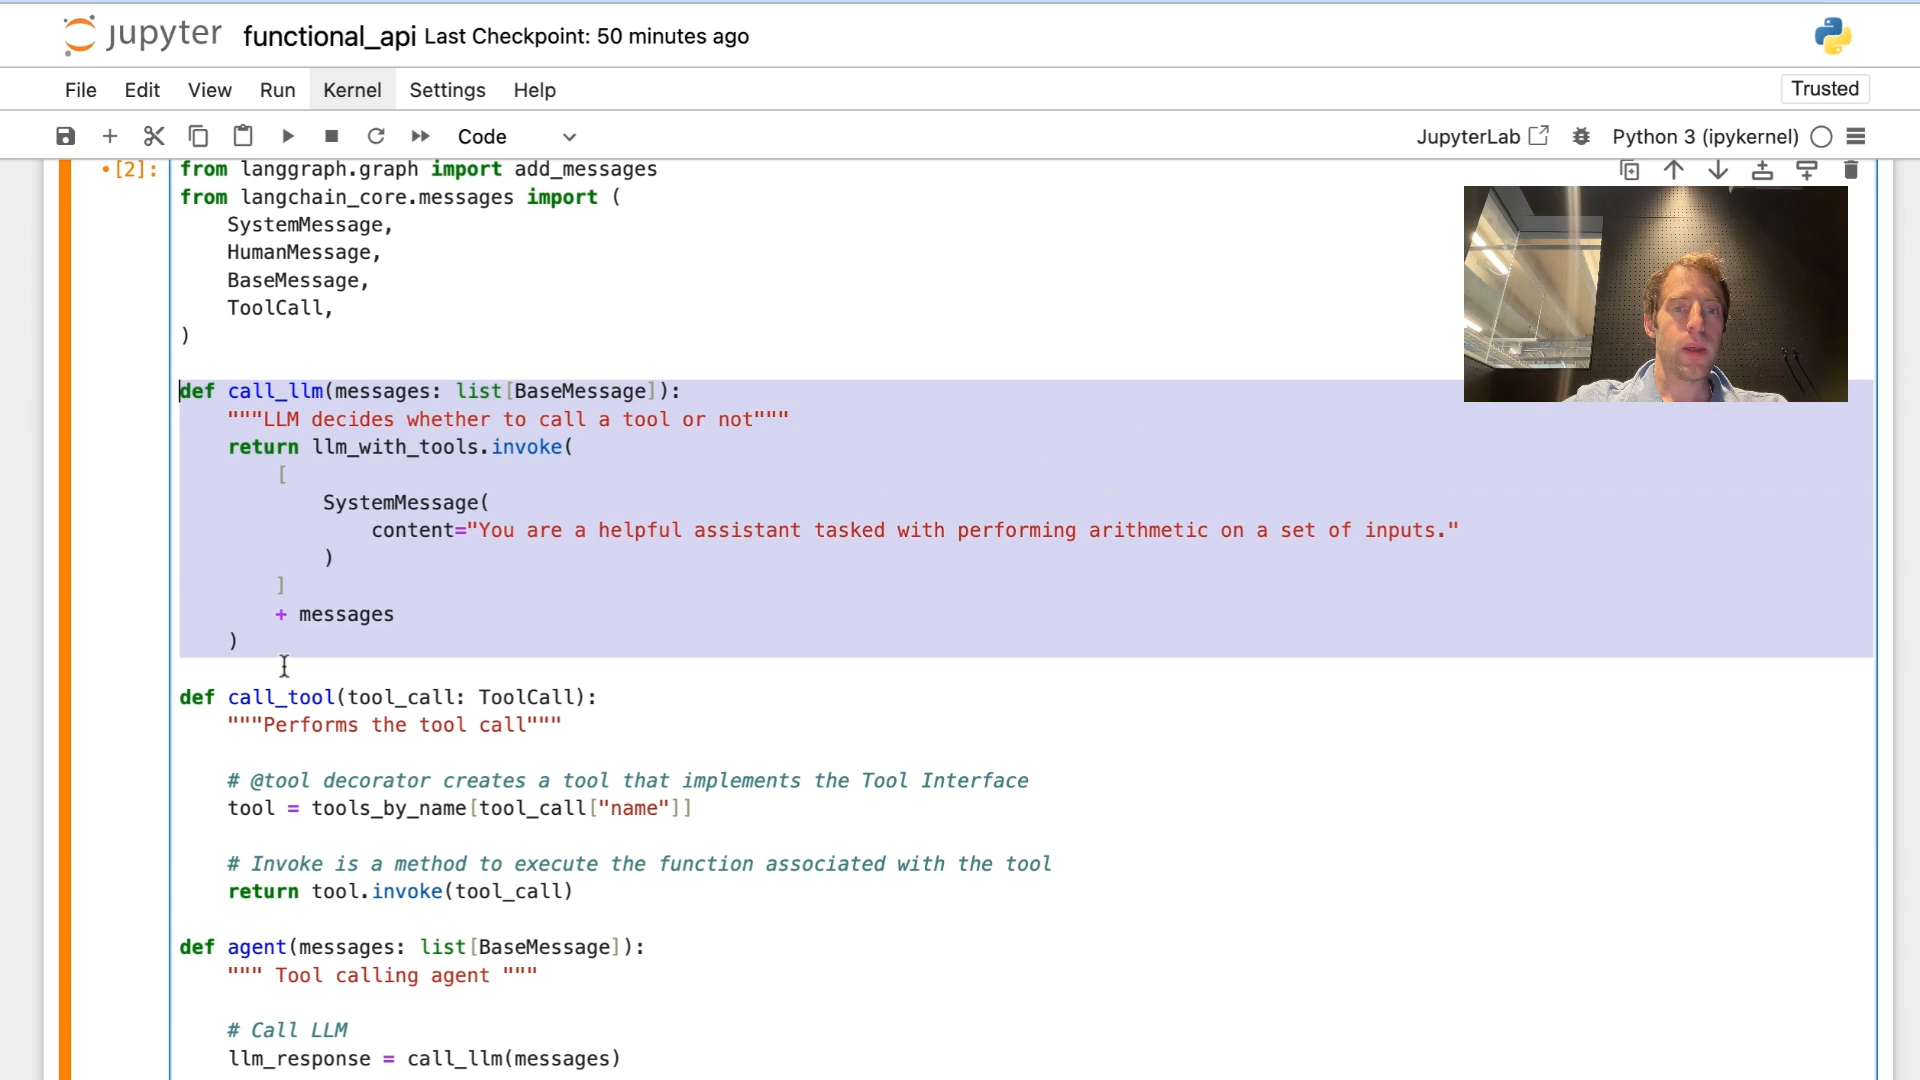 jupyter functional_api Last Checkpoint: 50 minutes ago
File Edit View Run Kernel Settings Help Trusted
Code JupyterLab Python 3 (ipykernel)
[2]:
from langgraph.graph import add_messages
from langchain_core.messages import (
    SystemMessage,
    HumanMessage,
    BaseMessage,
    ToolCall,
)
def call_llm(messages: list[BaseMessage]):
    """LLM decides whether to call a tool or not"""
    return llm_with_tools.invoke(
        [
            SystemMessage(
                content="You are a helpful assistant tasked with performing arithmetic on a set of inputs."
            )
        ]
        + messages
    )
def call_tool(tool_call: ToolCall):
    """Performs the tool call"""
    # @tool decorator creates a tool that implements the Tool Interface
    tool = tools_by_name[tool_call["name"]]
    # Invoke is a method to execute the function associated with the tool
    return tool.invoke(tool_call)
def agent(messages: list[BaseMessage]):
    """ Tool calling agent """
    # Call LLM
    llm_response = call_llm(messages)